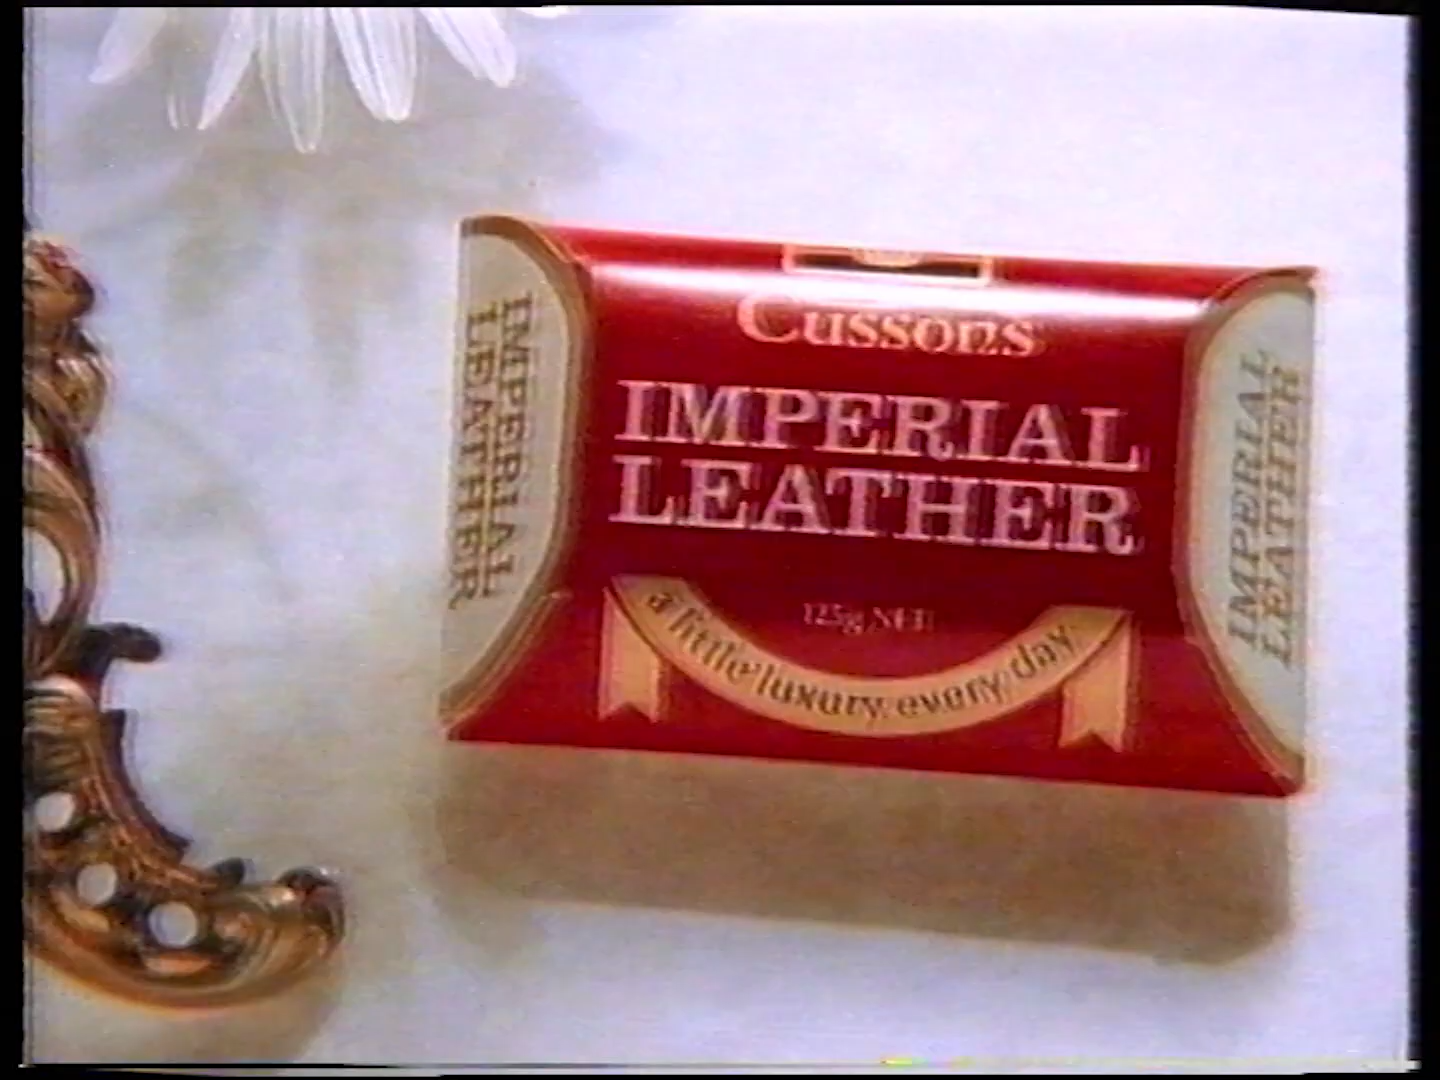 Cussons
IMPERIAL
LEATHER
125g NET
a little luxury every day
IMPERIAL
LEATHER
IMPERIAL
LEATHER